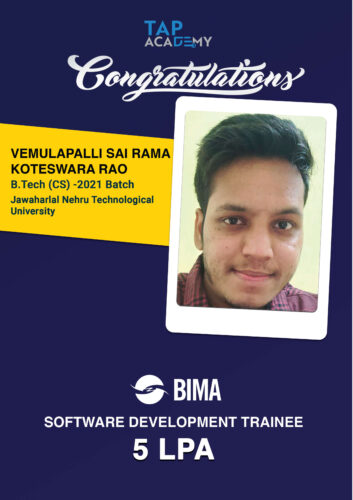 TAP
ACADEMY
Congratulations
VEMULAPALLI SAI RAMA
KOTESWARA RAO
B.Tech (CS) -2021 Batch
Jawaharlal Nehru Technological
University
BIMA
SOFTWARE DEVELOPMENT TRAINEE
5 LPA